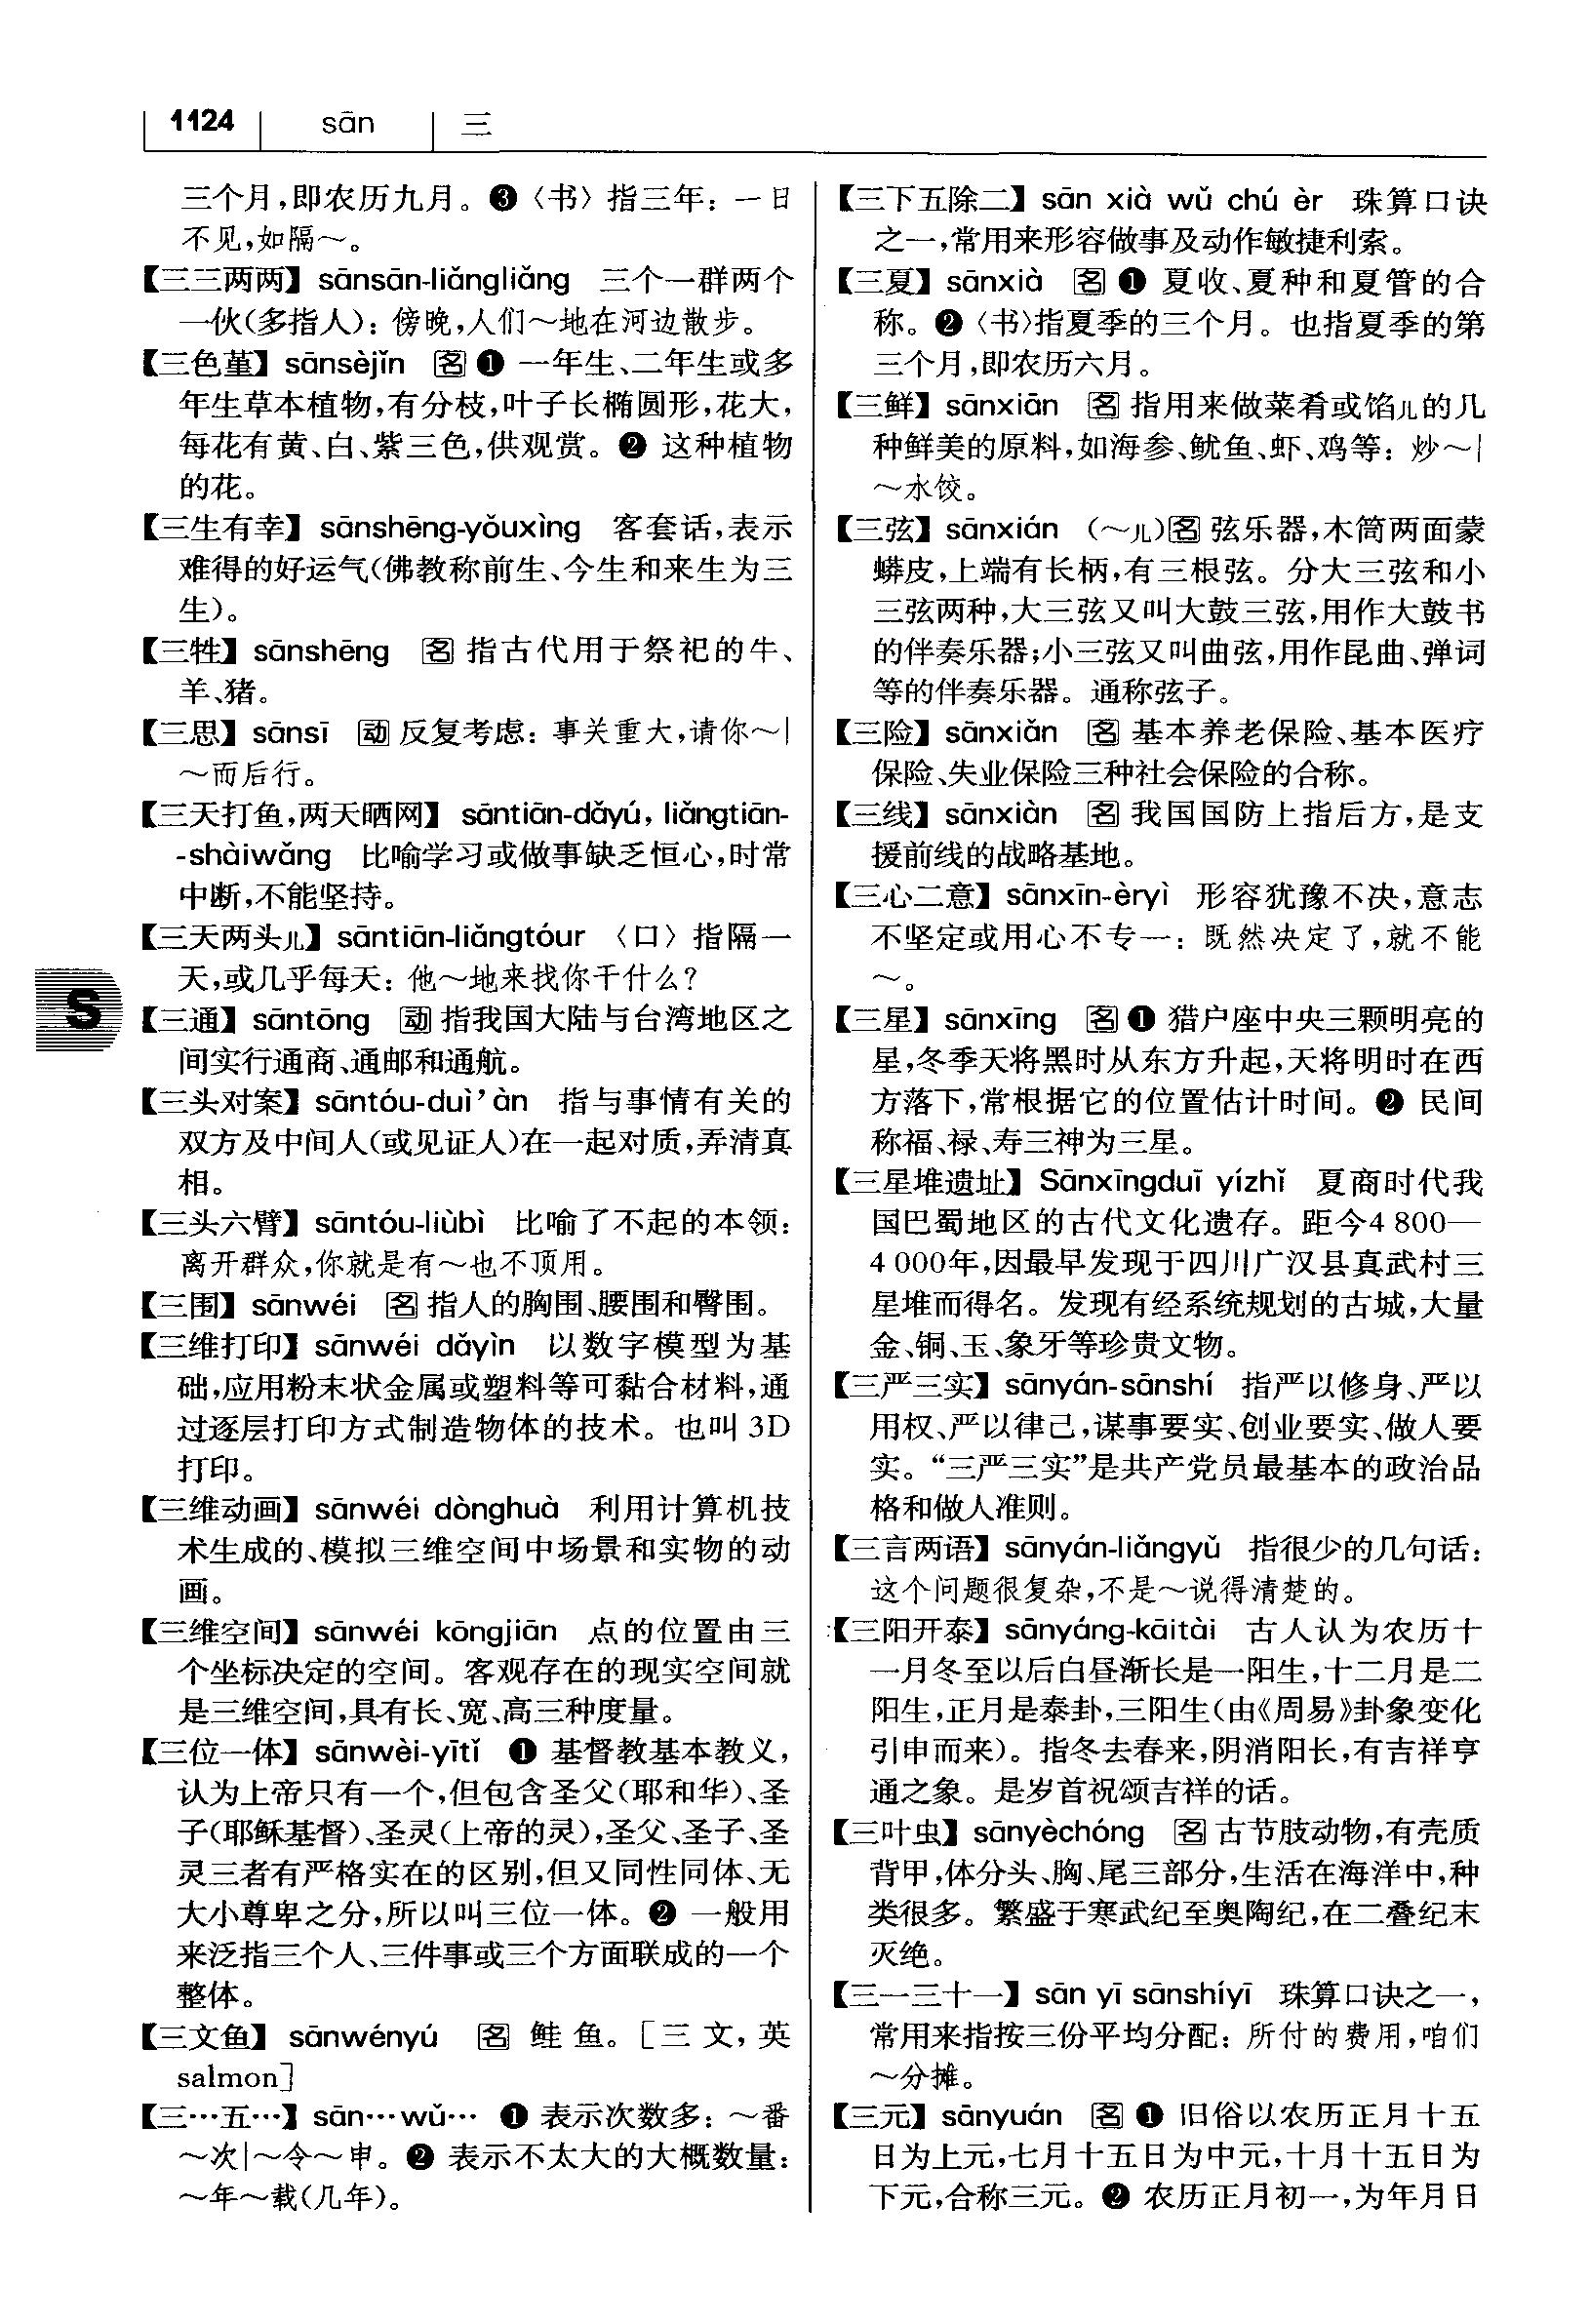 1124 sān 三
三个月，即农历九月。❸〈书〉指三年：一日
不见，如隔～。
【三三两两】sānsān-liǎngliǎng 三个一群两个
一伙（多指人）：傍晚，人们～地在河边散步。
【三色堇】sānsèjǐn 名 ❶ 一年生、二年生或多
年生草本植物，有分枝，叶子长椭圆形，花大，
每花有黄、白、紫三色，供观赏。❷ 这种植物
的花。
【三生有幸】sānshēng-yǒuxìng 客套话，表示
难得的好运气（佛教称前生、今生和来生为三
生）。
【三牲】sānshēng 名 指古代用于祭祀的牛、
羊、猪。
【三思】sānsī 动 反复考虑：事关重大，请你～|
～而后行。
【三天打鱼，两天晒网】sāntiān-dǎyú, liǎngtiān-
-shàiwǎng 比喻学习或做事缺乏恒心，时常
中断，不能坚持。
【三天两头儿】sāntiān-liǎngtóur〈口〉指隔一
天，或几乎每天：他～地来找你干什么？
【三通】sāntōng 动 指我国大陆与台湾地区之
间实行通商、通邮和通航。
【三头对案】sāntóu-duì’àn 指与事情有关的
双方及中间人（或见证人）在一起对质，弄清真
相。
【三头六臂】sāntóu-liùbì 比喻了不起的本领：
离开群众，你就是有～也不顶用。
【三围】sānwéi 名 指人的胸围、腰围和臀围。
【三维打印】sānwéi dǎyìn 以数字模型为基
础，应用粉末状金属或塑料等可黏合材料，通
过逐层打印方式制造物体的技术。也叫 3D
打印。
【三维动画】sānwéi dònghuà 利用计算机技
术生成的、模拟三维空间中场景和实物的动
画。
【三维空间】sānwéi kōngjiān 点的位置由三
个坐标决定的空间。客观存在的现实空间就
是三维空间，具有长、宽、高三种度量。
【三位一体】sānwèi-yītǐ ❶ 基督教基本教义，
认为上帝只有一个，但包含圣父（耶和华）、圣
子（耶稣基督）、圣灵（上帝的灵），圣父、圣子、圣
灵三者有严格实在的区别，但又同性同体、无
大小尊卑之分，所以叫三位一体。❷ 一般用
来泛指三个人、三件事或三个方面联成的一个
整体。
【三文鱼】sānwényú 名 鲑鱼。［三文，英
salmon］
【三…五…】sān…wǔ… ❶ 表示次数多：～番
～次|～令～申。❷ 表示不太大的大概数量：
～年～载（几年）。
【三下五除二】sān xià wǔ chú èr 珠算口诀
之一，常用来形容做事及动作敏捷利索。
【三夏】sānxià 名 ❶ 夏收、夏种和夏管的合
称。❷〈书〉指夏季的三个月。也指夏季的第
三个月，即农历六月。
【三鲜】sānxiān 名 指用来做菜肴或馅儿的几
种鲜美的原料，如海参、鱿鱼、虾、鸡等：炒～|
～水饺。
【三弦】sānxián （～儿）名 弦乐器，木筒两面蒙
蟒皮，上端有长柄，有三根弦。分大三弦和小
三弦两种，大三弦又叫大鼓三弦，用作大鼓书
的伴奏乐器；小三弦又叫曲弦，用作昆曲、弹词
等的伴奏乐器。通称弦子。
【三险】sānxiǎn 名 基本养老保险、基本医疗
保险、失业保险三种社会保险的合称。
【三线】sānxiàn 名 我国国防上指后方，是支
援前线的战略基地。
【三心二意】sānxīn-èryì 形容犹豫不决，意志
不坚定或用心不专一：既然决定了，就不能
～。
【三星】sānxīng 名 ❶ 猎户座中央三颗明亮的
星，冬季天将黑时从东方升起，天将明时在西
方落下，常根据它的位置估计时间。❷ 民间
称福、禄、寿三神为三星。
【三星堆遗址】Sānxīngduī yízhǐ 夏商时代我
国巴蜀地区的古代文化遗存。距今4 800—
4 000年，因最早发现于四川广汉县真武村三
星堆而得名。发现有经系统规划的古城，大量
金、铜、玉、象牙等珍贵文物。
【三严三实】sānyán-sānshí 指严以修身、严以
用权、严以律己，谋事要实、创业要实、做人要
实。“三严三实”是共产党员最基本的政治品
格和做人准则。
【三言两语】sānyán-liǎngyǔ 指很少的几句话：
这个问题很复杂，不是～说得清楚的。
【三阳开泰】sānyáng-kāitài 古人认为农历十
一月冬至以后白昼渐长是一阳生，十二月是二
阳生，正月是泰卦，三阳生（由《周易》卦象变化
引申而来）。指冬去春来，阴消阳长，有吉祥亨
通之象。是岁首祝颂吉祥的话。
【三叶虫】sānyèchóng 名 古节肢动物，有壳质
背甲，体分头、胸、尾三部分，生活在海洋中，种
类很多。繁盛于寒武纪至奥陶纪，在二叠纪末
灭绝。
【三一三十一】sān yī sānshíyī 珠算口诀之一，
常用来指按三份平均分配：所付的费用，咱们
～分摊。
【三元】sānyuán 名 ❶ 旧俗以农历正月十五
日为上元，七月十五日为中元，十月十五日为
下元，合称三元。❷ 农历正月初一，为年月日
S